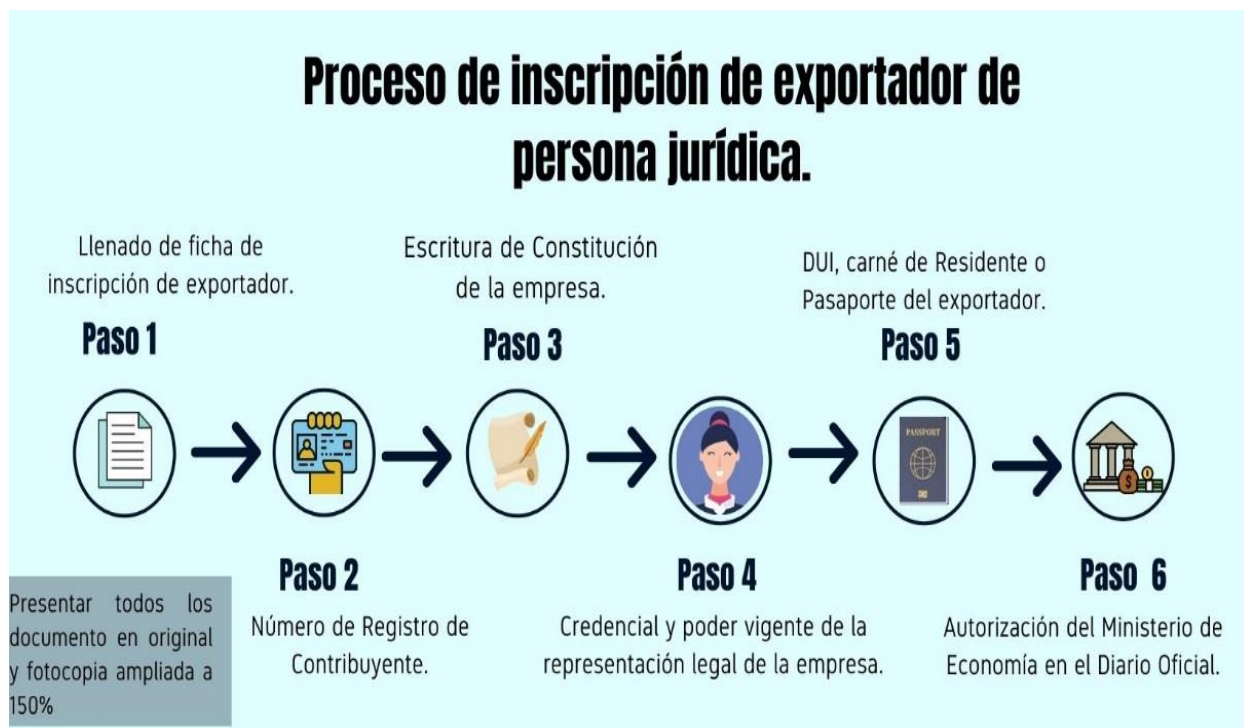 Proceso de inscripción de exportador de
persona jurídica.
Llenado de ficha de
inscripción de exportador.
Paso 1
Escritura de Constitución
de la empresa.
Paso 3
DUI, carné de Residente o
Pasaporte del exportador.
Paso 5
PASSPORT
Paso 2
Número de Registro de
Contribuyente.
Paso 4
Credencial y poder vigente de la
representación legal de la empresa.
Paso 6
Autorización del Ministerio de
Economía en el Diario Oficial.
Presentar todos los
documento en original
y fotocopia ampliada a
150%